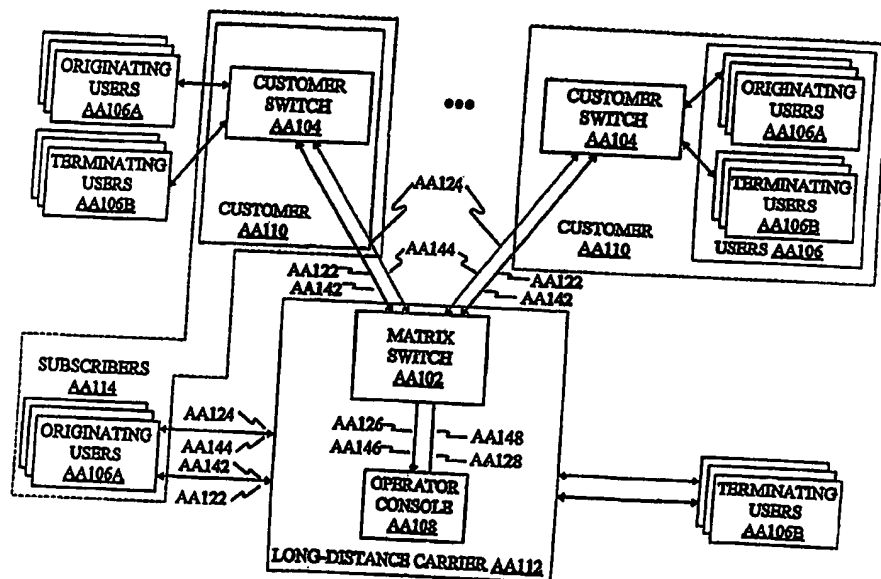 ORIGINATING
USERS
AA106A
TERMINATING
USERS
AA106B
CUSTOMER
SWITCH
AA104
CUSTOMER
AA110
•••
CUSTOMER
SWITCH
AA104
ORIGINATING
USERS
AA106A
TERMINATING
USERS
AA106B
USERS AA106
CUSTOMER
AA110
AA124
AA144
AA122
AA142
AA122
AA142
MATRIX
SWITCH
AA102
SUBSCRIBERS
AA114
ORIGINATING
USERS
AA106A
AA124
AA144
AA142
AA122
AA126
AA146
AA148
AA128
OPERATOR
CONSOLE
AA108
LONG-DISTANCE CARRIER AA112
TERMINATING
USERS
AA106B